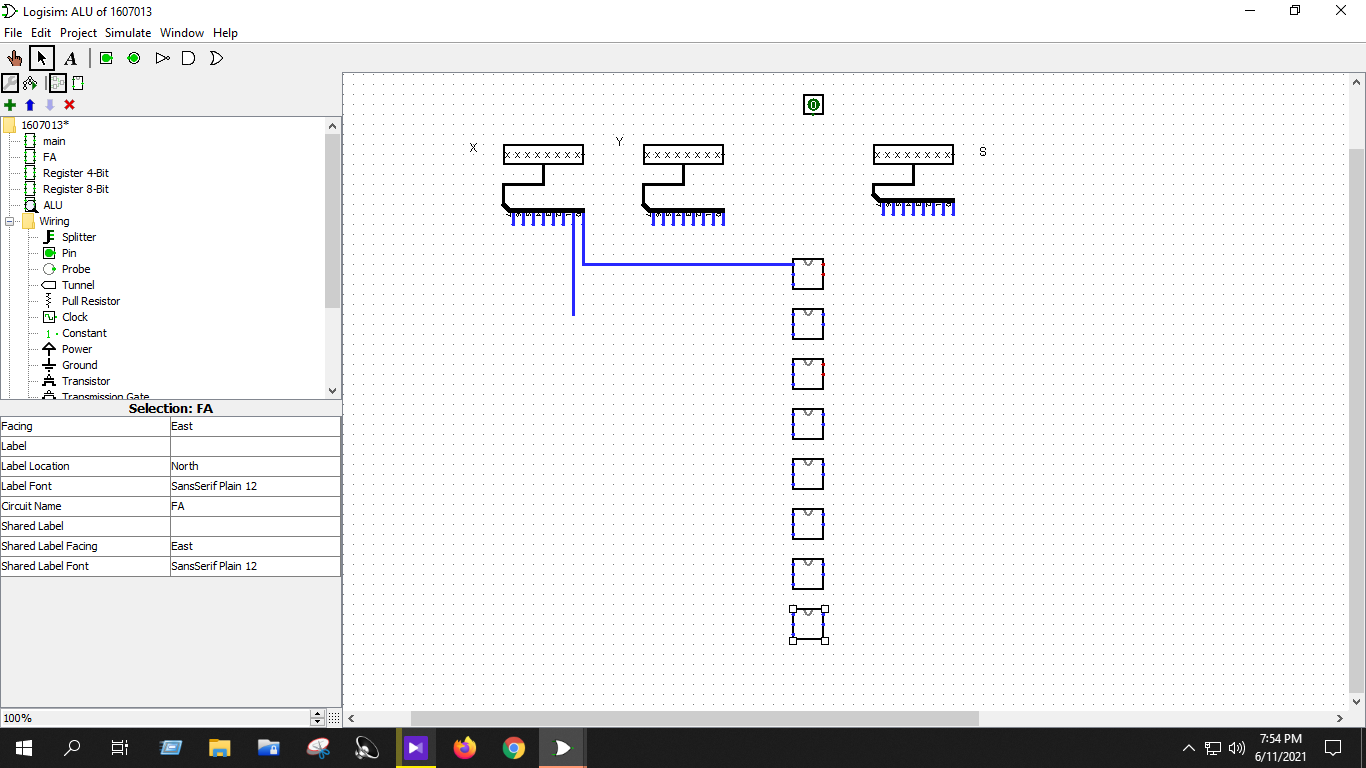 Logisim: ALU of 1607013
File Edit Project Simulate Window Help
A
1607013*
main
FA
Register 4-Bit
Register 8-Bit
ALU
Wiring
Splitter
Pin
Probe
Tunnel
Pull Resistor
Clock
1 Constant
Power
Ground
Transistor
Transmission Gate
Selection: FA
Facing East
Label
Label Location North
Label Font SansSerif Plain 12
Circuit Name FA
Shared Label
Shared Label Facing East
Shared Label Font SansSerif Plain 12
100%
0
X
x x x x x x x x
Y
x x x x x x x x
x x x x x x x x
S
7:54 PM
6/11/2021